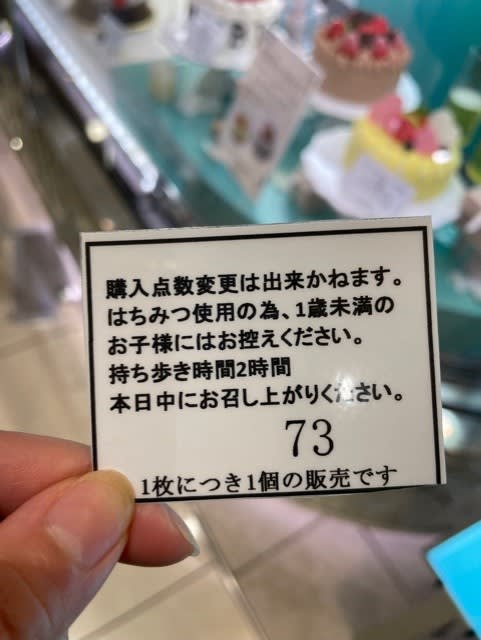 購入点数変更は出来かねます。
はちみつ使用の為、1歳未満の
お子様にはお控えください。
持ち歩き時間2時間
本日中にお召し上がりください。
73
1枚につき1個の販売です